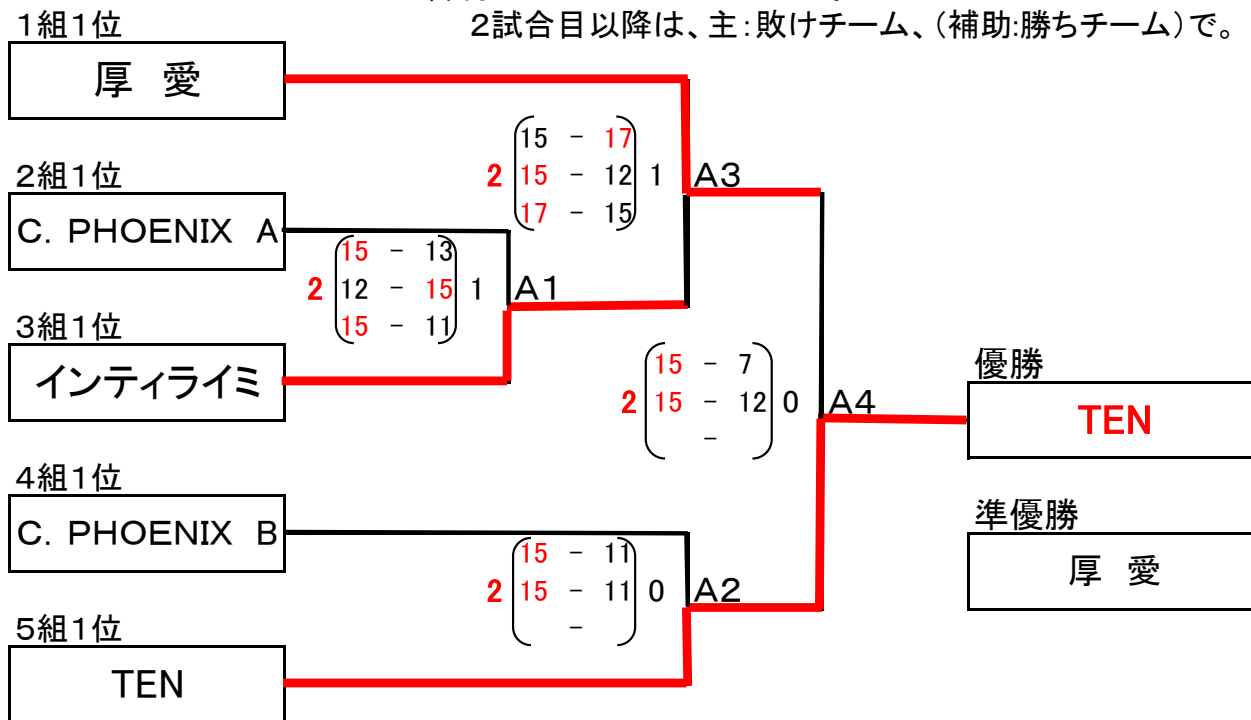 2試合目以降は、主:敗けチーム、(補助:勝ちチーム)で。
1組1位
厚 愛
15 - 17
2 15 - 12 1
17 - 15
A3
2組1位
C. PHOENIX A
15 - 13
2 12 - 15 1
15 - 11
A1
3組1位
インティライミ
15 - 7
2 15 - 12 0
-
A4
優勝
TEN
4組1位
C. PHOENIX B
15 - 11
2 15 - 11 0
-
A2
準優勝
厚 愛
5組1位
TEN